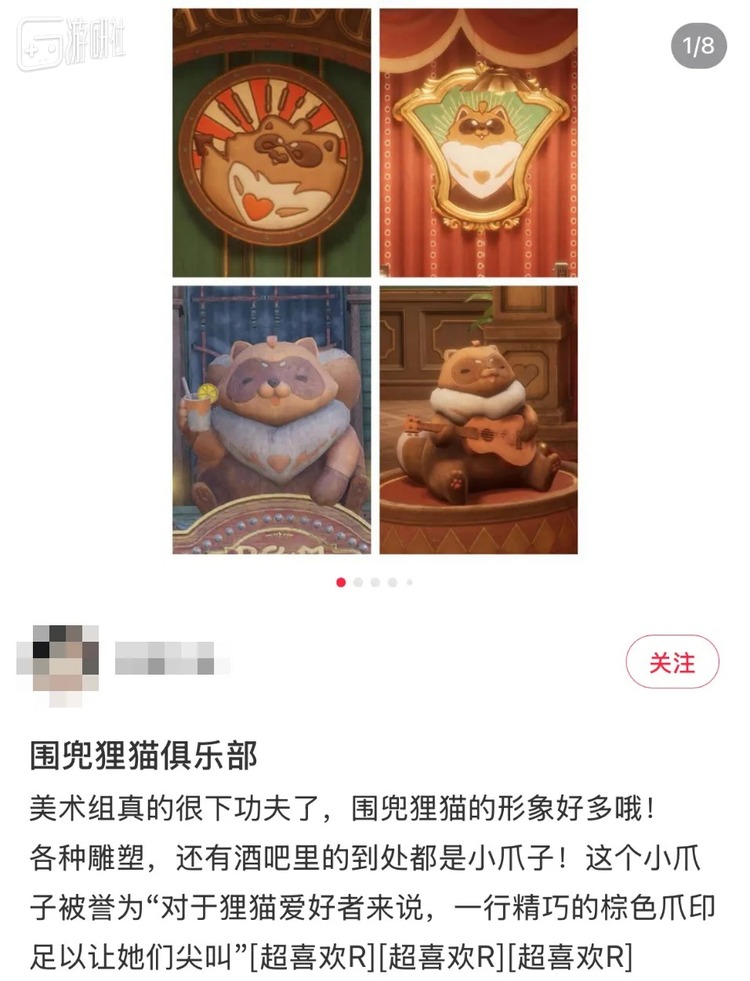 游研社
1/8
关注
围兜狸猫俱乐部
美术组真的很下功夫了，围兜狸猫的形象好多哦！
各种雕塑，还有酒吧里的到处都是小爪子！这个小爪
子被誉为“对于狸猫爱好者来说，一行精巧的棕色爪印
足以让她们尖叫”[超喜欢R][超喜欢R][超喜欢R]